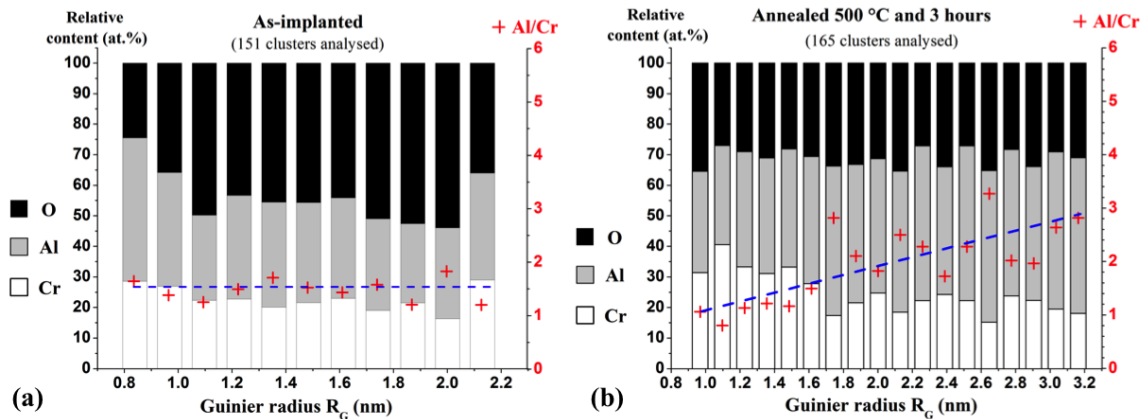 Relative
content (at.%)
As-implanted
(151 clusters analysed)
+ Al/Cr
100
90
80
70
60
50
40
30
20
10
0
6
5
4
3
2
1
0
O
Al
Cr
0.8 1.0 1.2 1.4 1.6 1.8 2.0 2.2
(a)
Guinier radius R_G (nm)
Relative
content (at.%)
Annealed 500 °C and 3 hours
(165 clusters analysed)
+ Al/Cr
100
90
80
70
60
50
40
30
20
10
0
6
5
4
3
2
1
0
O
Al
Cr
0.8 1.0 1.2 1.4 1.6 1.8 2.0 2.2 2.4 2.6 2.8 3.0 3.2
(b)
Guinier radius R_G (nm)